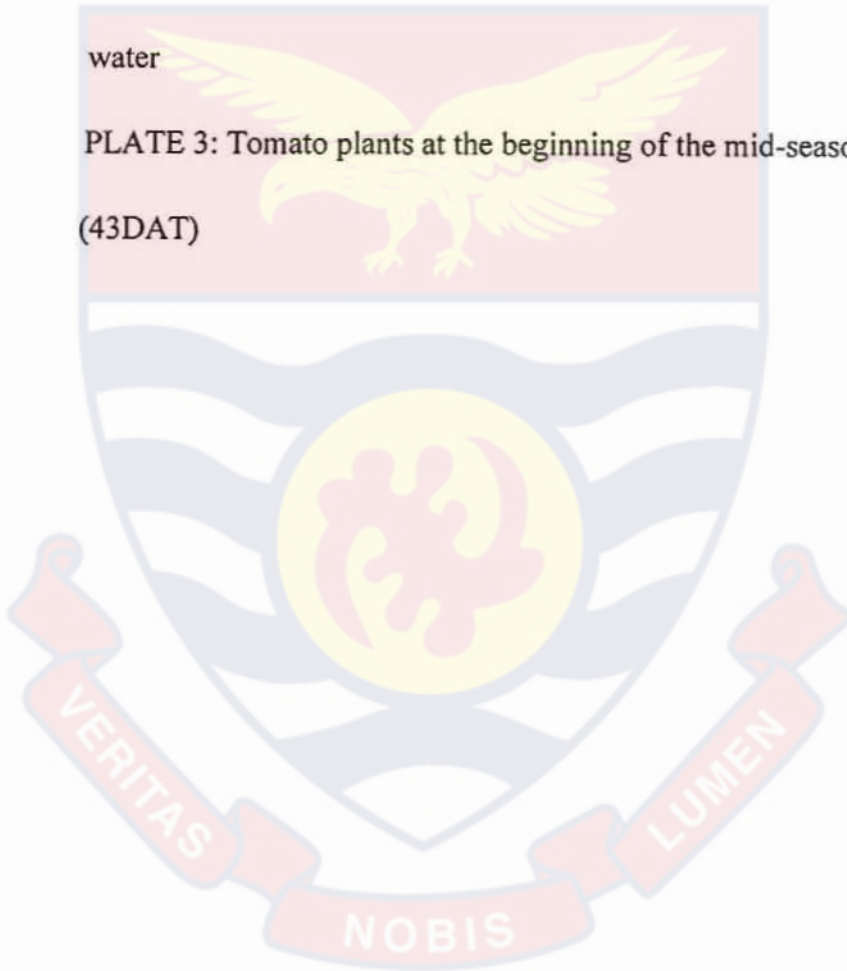 water
PLATE 3: Tomato plants at the beginning of the mid-seaso
(43DAT)
VERITAS
NOBIS
LUMEN